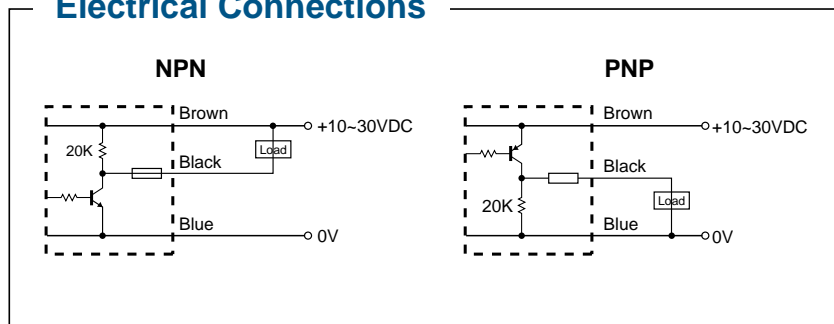 Electrical Connections
NPN
Brown
+10~30VDC
20K
Load
Black
Blue
0V
PNP
Brown
+10~30VDC
Black
20K
Load
Blue
0V